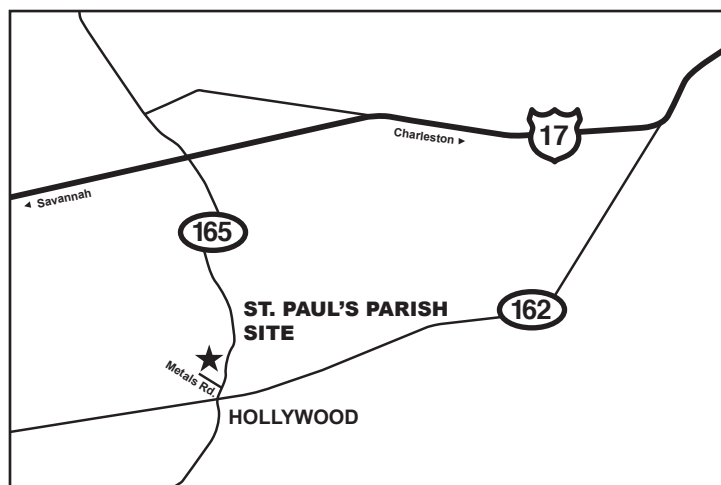 Charleston ►
17
◄ Savannah
165
ST. PAUL’S PARISH
SITE
162
Metals Rd.
HOLLYWOOD